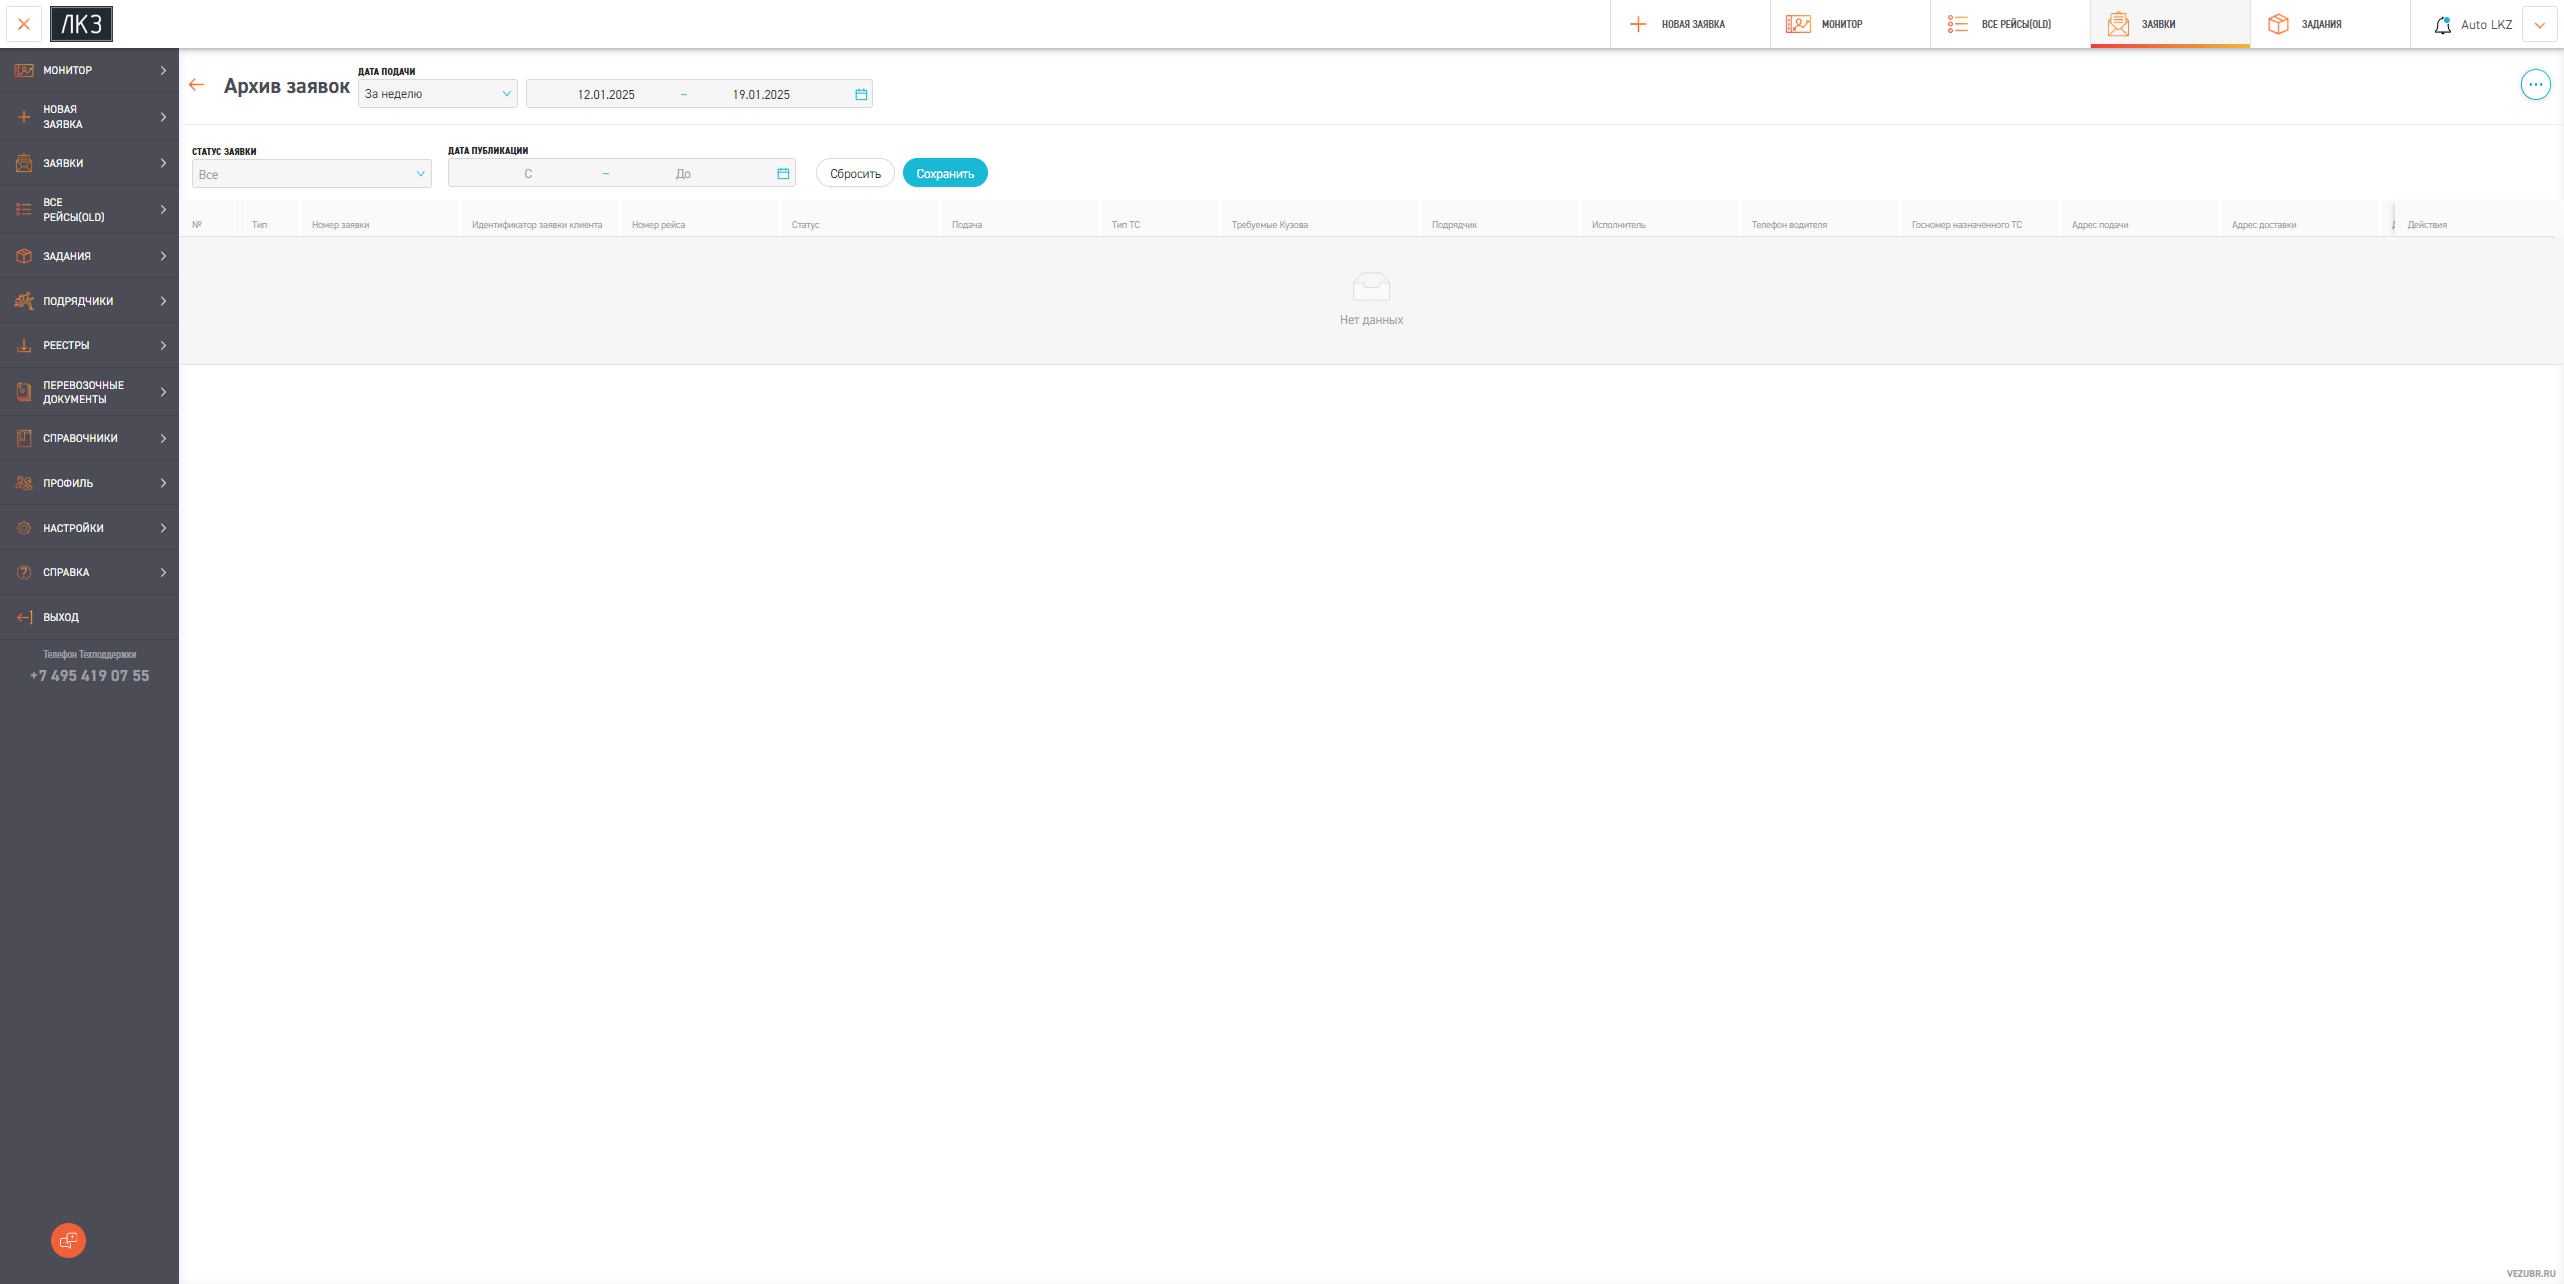 ЛКЗ
НОВАЯ ЗАЯВКА
МОНИТОР
ВСЕ РЕЙСЫ(OLD)
ЗАЯВКИ
ЗАДАНИЯ
Auto LKZ
МОНИТОР
НОВАЯ
ЗАЯВКА
ЗАЯВКИ
ВСЕ
РЕЙСЫ(OLD)
ЗАДАНИЯ
ПОДРЯДЧИКИ
РЕЕСТРЫ
ПЕРЕВОЗОЧНЫЕ
ДОКУМЕНТЫ
СПРАВОЧНИКИ
ПРОФИЛЬ
НАСТРОЙКИ
СПРАВКА
ВЫХОД
Телефон Техподдержки
+7 495 419 07 55
Архив заявок
ДАТА ПОДАЧИ
За неделю
12.01.2025 ~ 19.01.2025
СТАТУС ЗАЯВКИ
Все
ДАТА ПУБЛИКАЦИИ
С ~ До
Сбросить
Сохранить
№ Тип Номер заявки Идентификатор заявки клиента Номер рейса Статус Подача Тип ТС Требуемые Кузова Подрядчик Исполнитель Телефон водителя Госномер назначенного ТС Адрес подачи Адрес доставки Действия
Нет данных
VEZUBR.RU